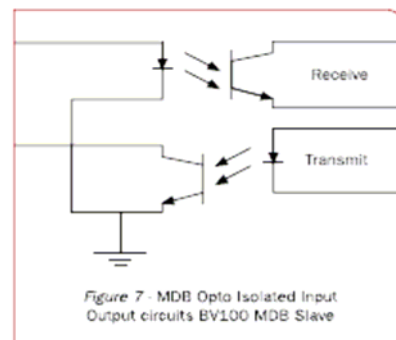 Receive
Transmit
Figure 7 - MDB Opto Isolated Input
Output circuits BV100 MDB Slave